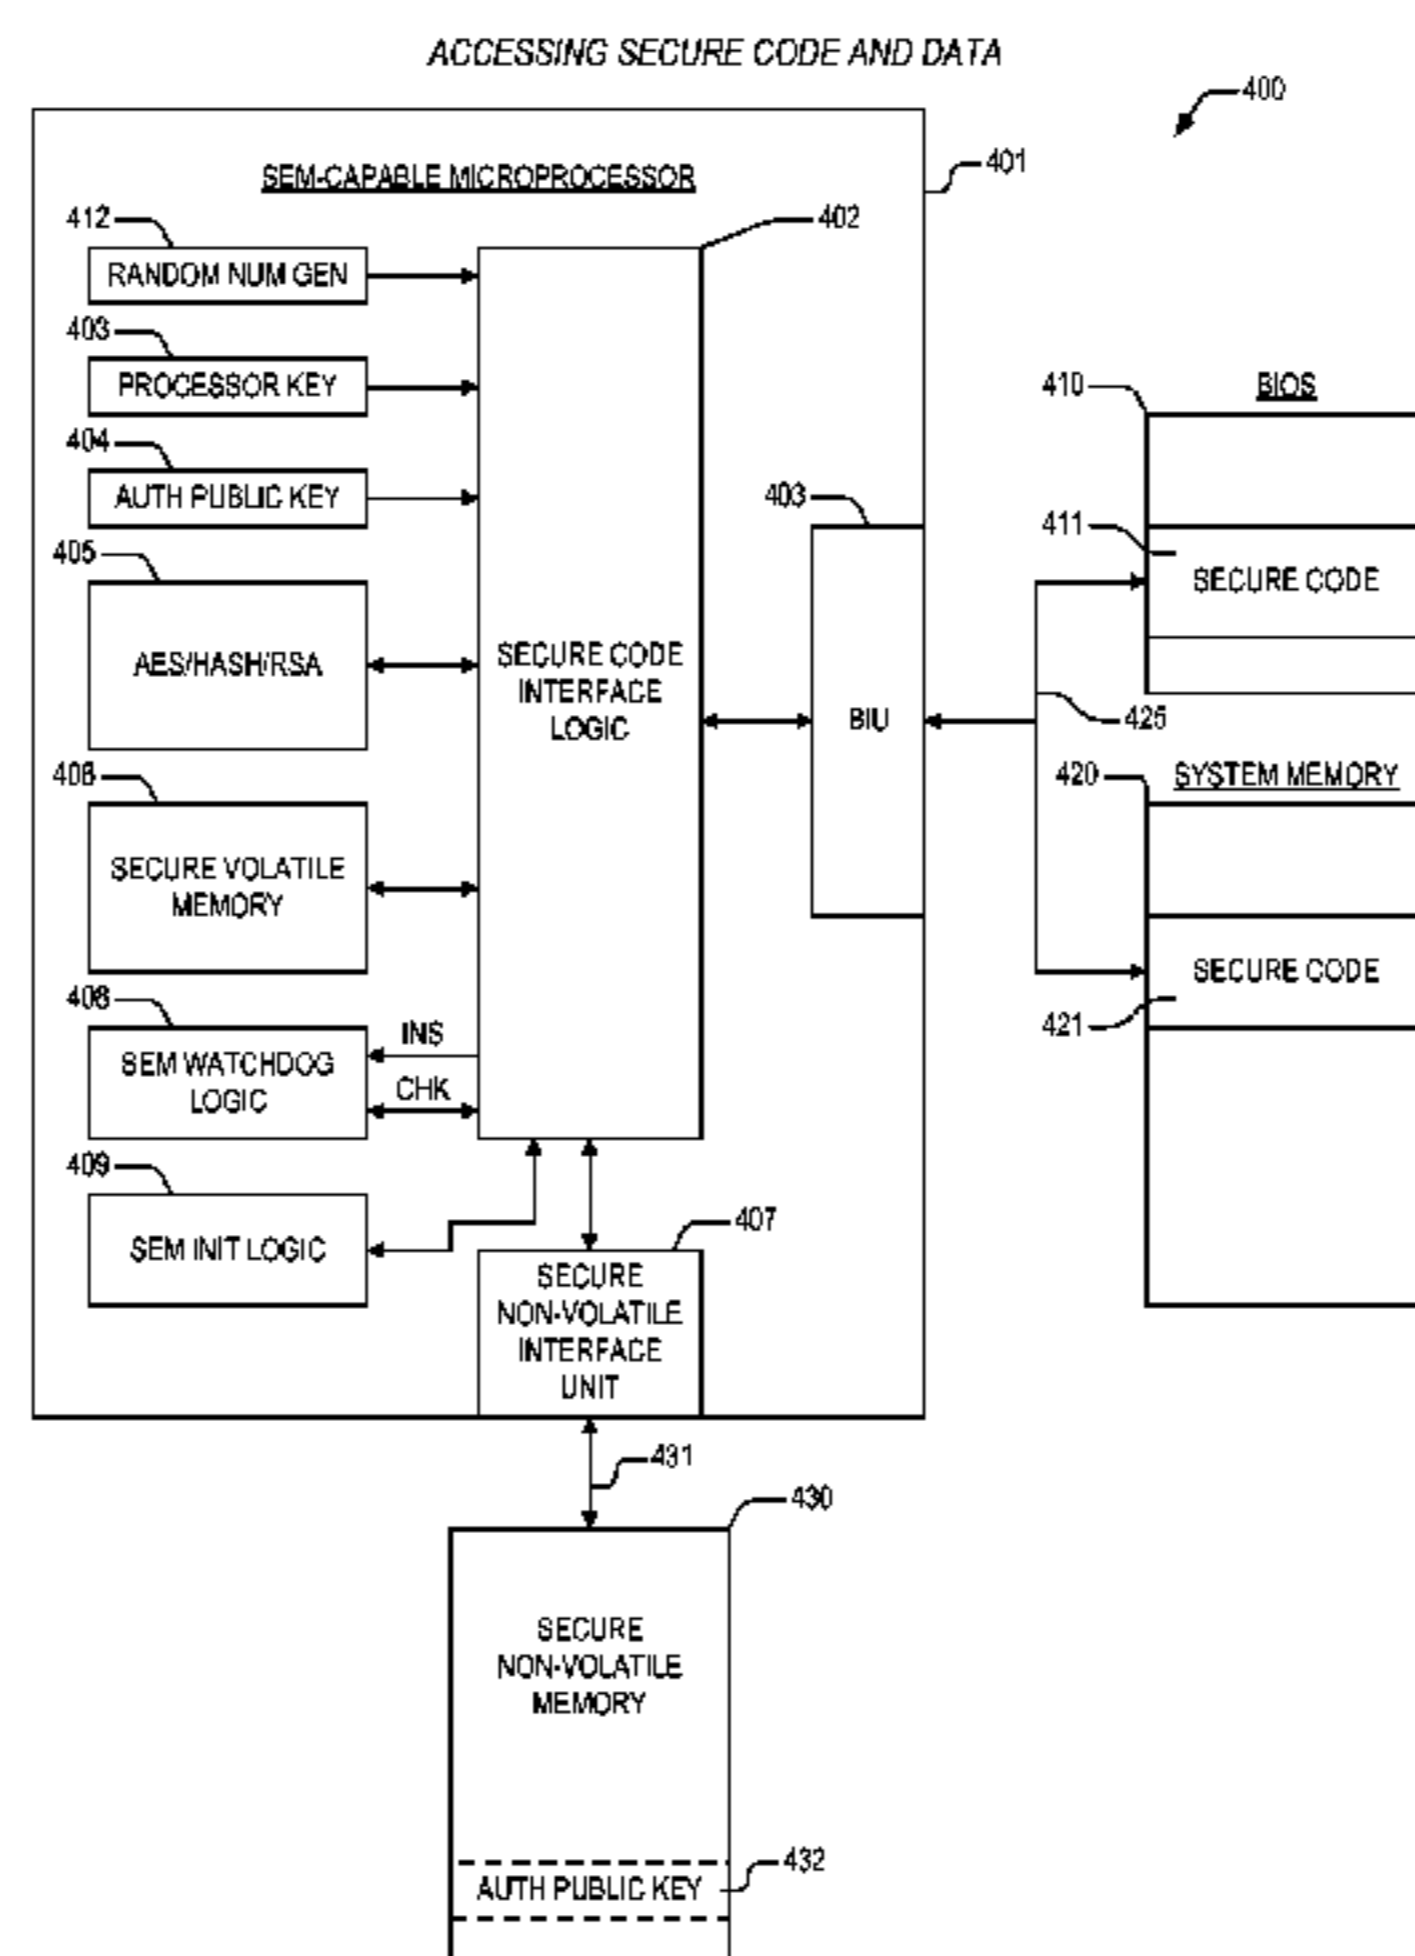 ACCESSING SECURE CODE AND DATA
400
401
SEM-CAPABLE MICROPROCESSOR
412
402
RANDOM NUM GEN
403
PROCESSOR KEY
410
BIOS
404
AUTH PUBLIC KEY
403
411
SECURE CODE
405
AES/HASH/RSA
SECURE CODE
INTERFACE
LOGIC
BIU
425
406
420
SYSTEM MEMORY
SECURE VOLATILE
MEMORY
SECURE CODE
421
408
INS
SEM WATCHDOG
LOGIC
CHK
409
407
SEM INIT LOGIC
SECURE
NON-VOLATILE
INTERFACE
UNIT
431
430
SECURE
NON-VOLATILE
MEMORY
432
AUTH PUBLIC KEY